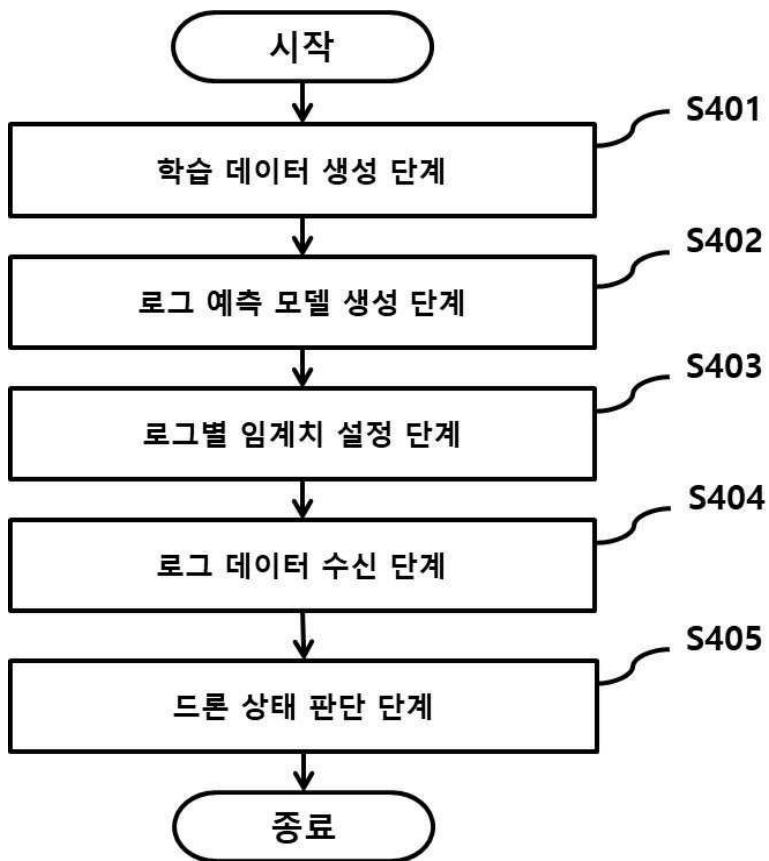 시작
S401
학습 데이터 생성 단계
S402
로그 예측 모델 생성 단계
S403
로그별 임계치 설정 단계
S404
로그 데이터 수신 단계
S405
드론 상태 판단 단계
종료